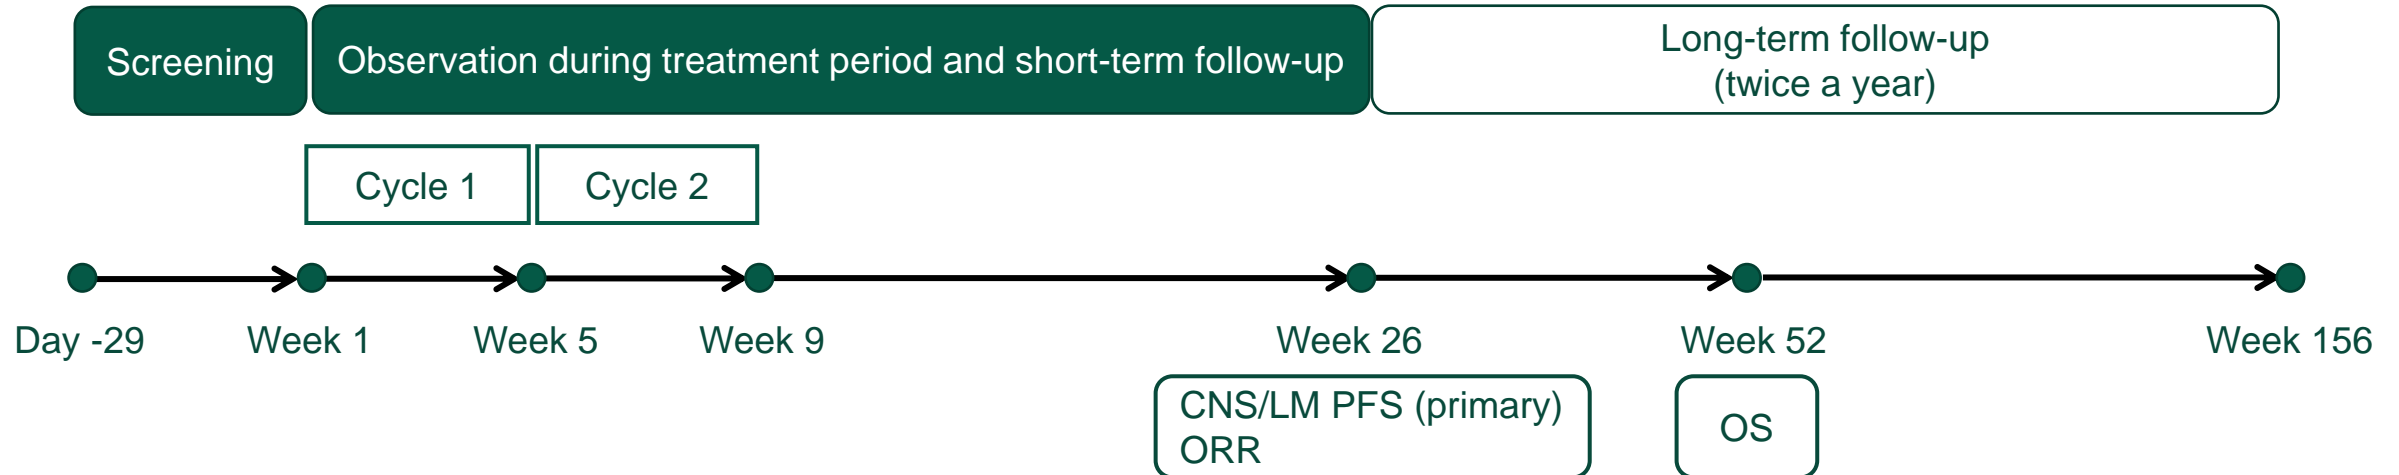 Screening
Observation during treatment period and short-term follow-up
Long-term follow-up
(twice a year)
Cycle 1
Cycle 2
Day -29
Week 1
Week 5
Week 9
Week 26
Week 52
Week 156
CNS/LM PFS (primary)
ORR
OS